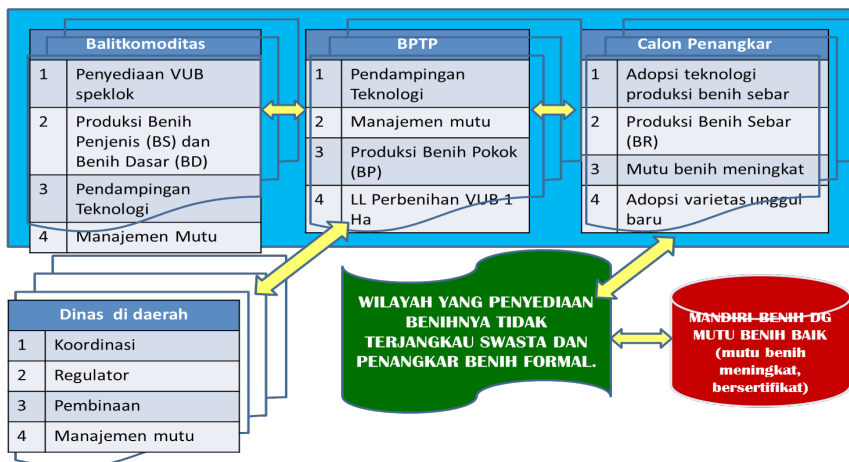 Balitkomoditas
1 Penyediaan VUB
speklok
2 Produksi Benih
Penjenis (BS) dan
Benih Dasar (BD)
3 Pendampingan
Teknologi
4 Manajemen Mutu
BPTP
1 Pendampingan
Teknologi
2 Manajemen mutu
3 Produksi Benih Pokok
(BP)
4 LL Perbenihan VUB 1
Ha
Calon Penangkar
1 Adopsi teknologi
produksi benih sebar
2 Produksi Benih Sebar
(BR)
3 Mutu benih meningkat
4 Adopsi varietas unggul
baru
Dinas di daerah
1 Koordinasi
2 Regulator
3 Pembinaan
4 Manajemen mutu
WILAYAH YANG PENYEDIAAN
BENIHNYA TIDAK
TERJANGKAU SWASTA DAN
PENANGKAR BENIH FORMAL.
MANDIRI BENIH DG
MUTU BENIH BAIK
(mutu benih
meningkat,
bersertifikat)